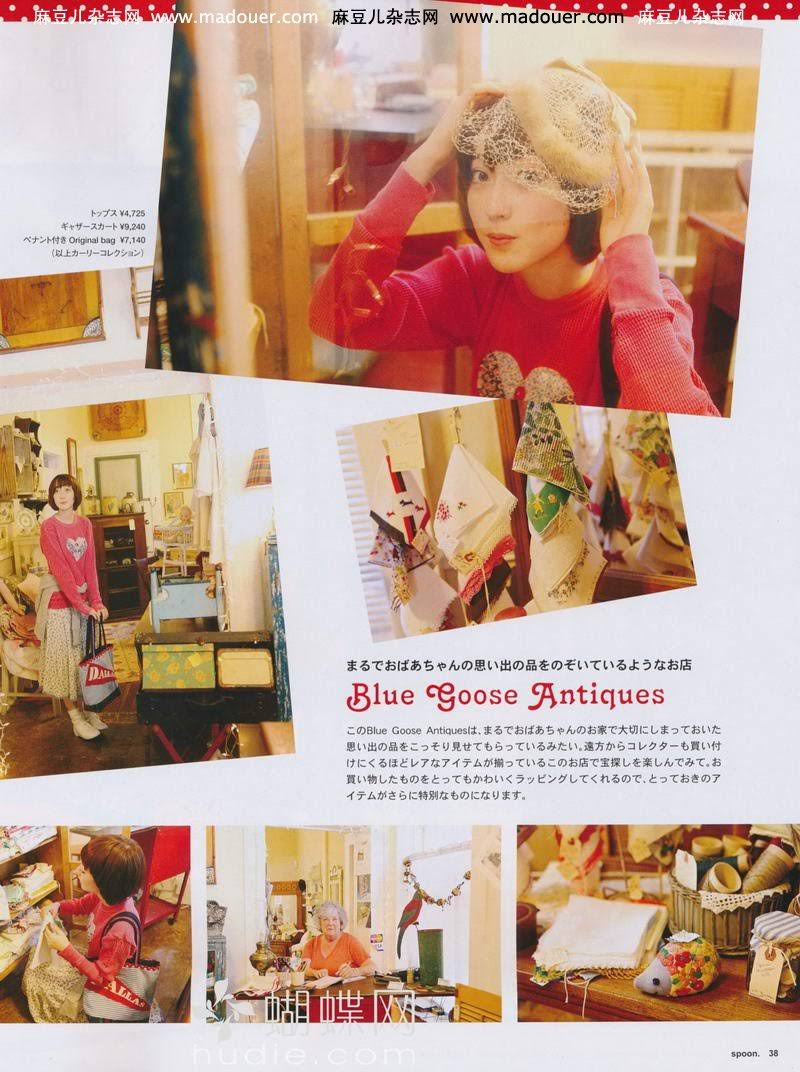 www.madouer.com 麻豆儿杂志网 www.madouer.com 麻豆儿杂志网
トップス ¥4,725
ギャザースカート ¥9,240
ペナント付き Original bag ¥7,140
(以上カーリーコレクション)
DALLAS
まるでおばあちゃんの思い出の品をのぞいているようなお店
Blue Goose Antiques
このBlue Goose Antiquesは、まるでおばあちゃんのお家で大切にしまっておいた
思い出の品をこっそり見せてもらっているみたい。遠方からコレクターも買い付
けにくるほどレアなアイテムが揃っているこのお店で宝探しを楽しんでみて。お
買い物したものをとってもかわいくラッピングしてくれるので、とっておきのア
イテムがさらに特別なものになります。
DALLAS
VISA
蝴蝶网
hudie.com
spoon. 38